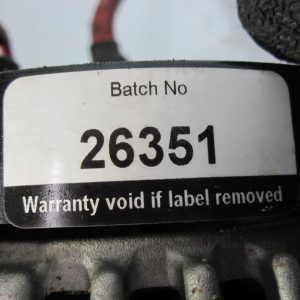 Batch No
26351
Warranty void if label removed